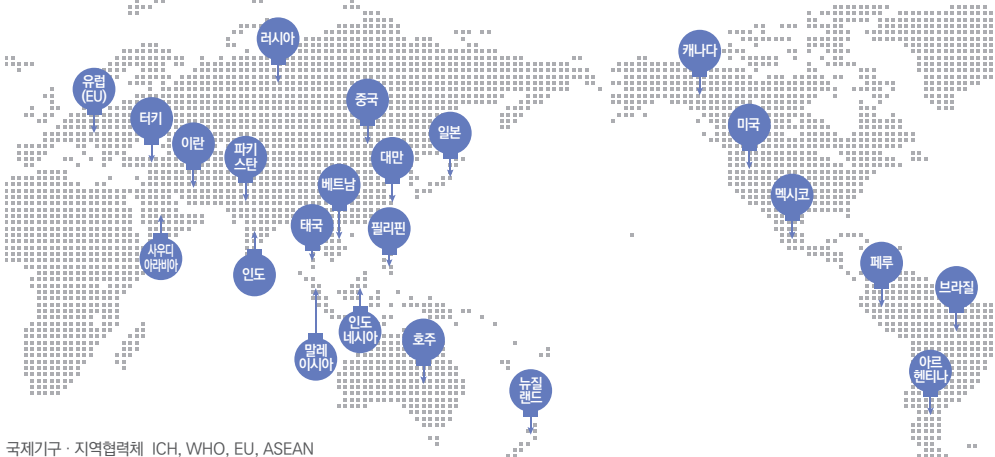 러시아
캐나다
유럽
(EU)
중국
터키
미국
일본
이란
파키
스탄
대만
베트남
멕시코
태국
필리핀
사우디
아라비아
인도
페루
브라질
인도
네시아
호주
말레
이시아
아르
헨티나
뉴질
랜드
국제기구 · 지역협력체 ICH, WHO, EU, ASEAN